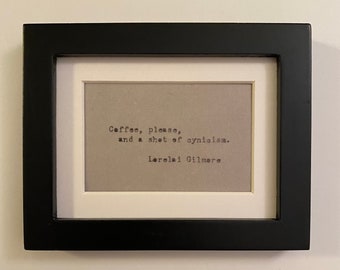 Coffee, please,
and a shot of cynicism.
Lorelai Gilmore